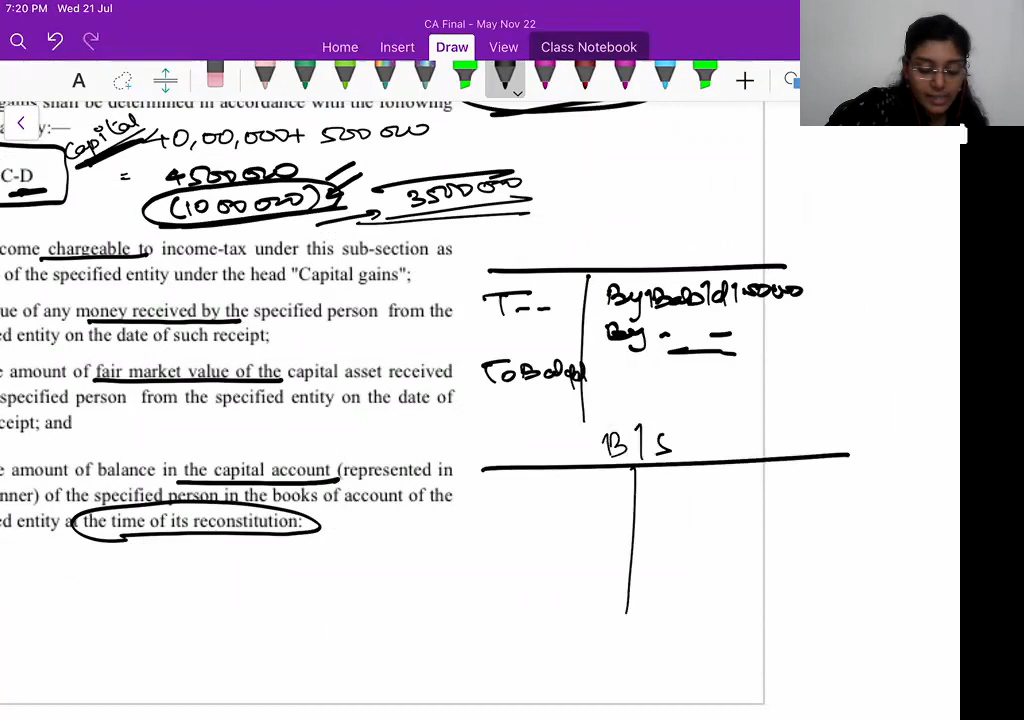 7:20 PM Wed 21 Jul
CA Final - May Nov 22
Home Insert Draw View Class Notebook
gains shall be determined in accordance with the following
y:—
Capital 40,00,000+ 500 000
C-D = 4500000
(1000000) 3500000
come chargeable to income-tax under this sub-section as
of the specified entity under the head "Capital gains";
ue of any money received by the specified person from the
ed entity on the date of such receipt;
e amount of fair market value of the capital asset received
specified person from the specified entity on the date of
ceipt; and
e amount of balance in the capital account (represented in
nner) of the specified person in the books of account of the
ed entity at the time of its reconstitution:
By Bal b/d
To -- By - -
To Bal c/d
B/S